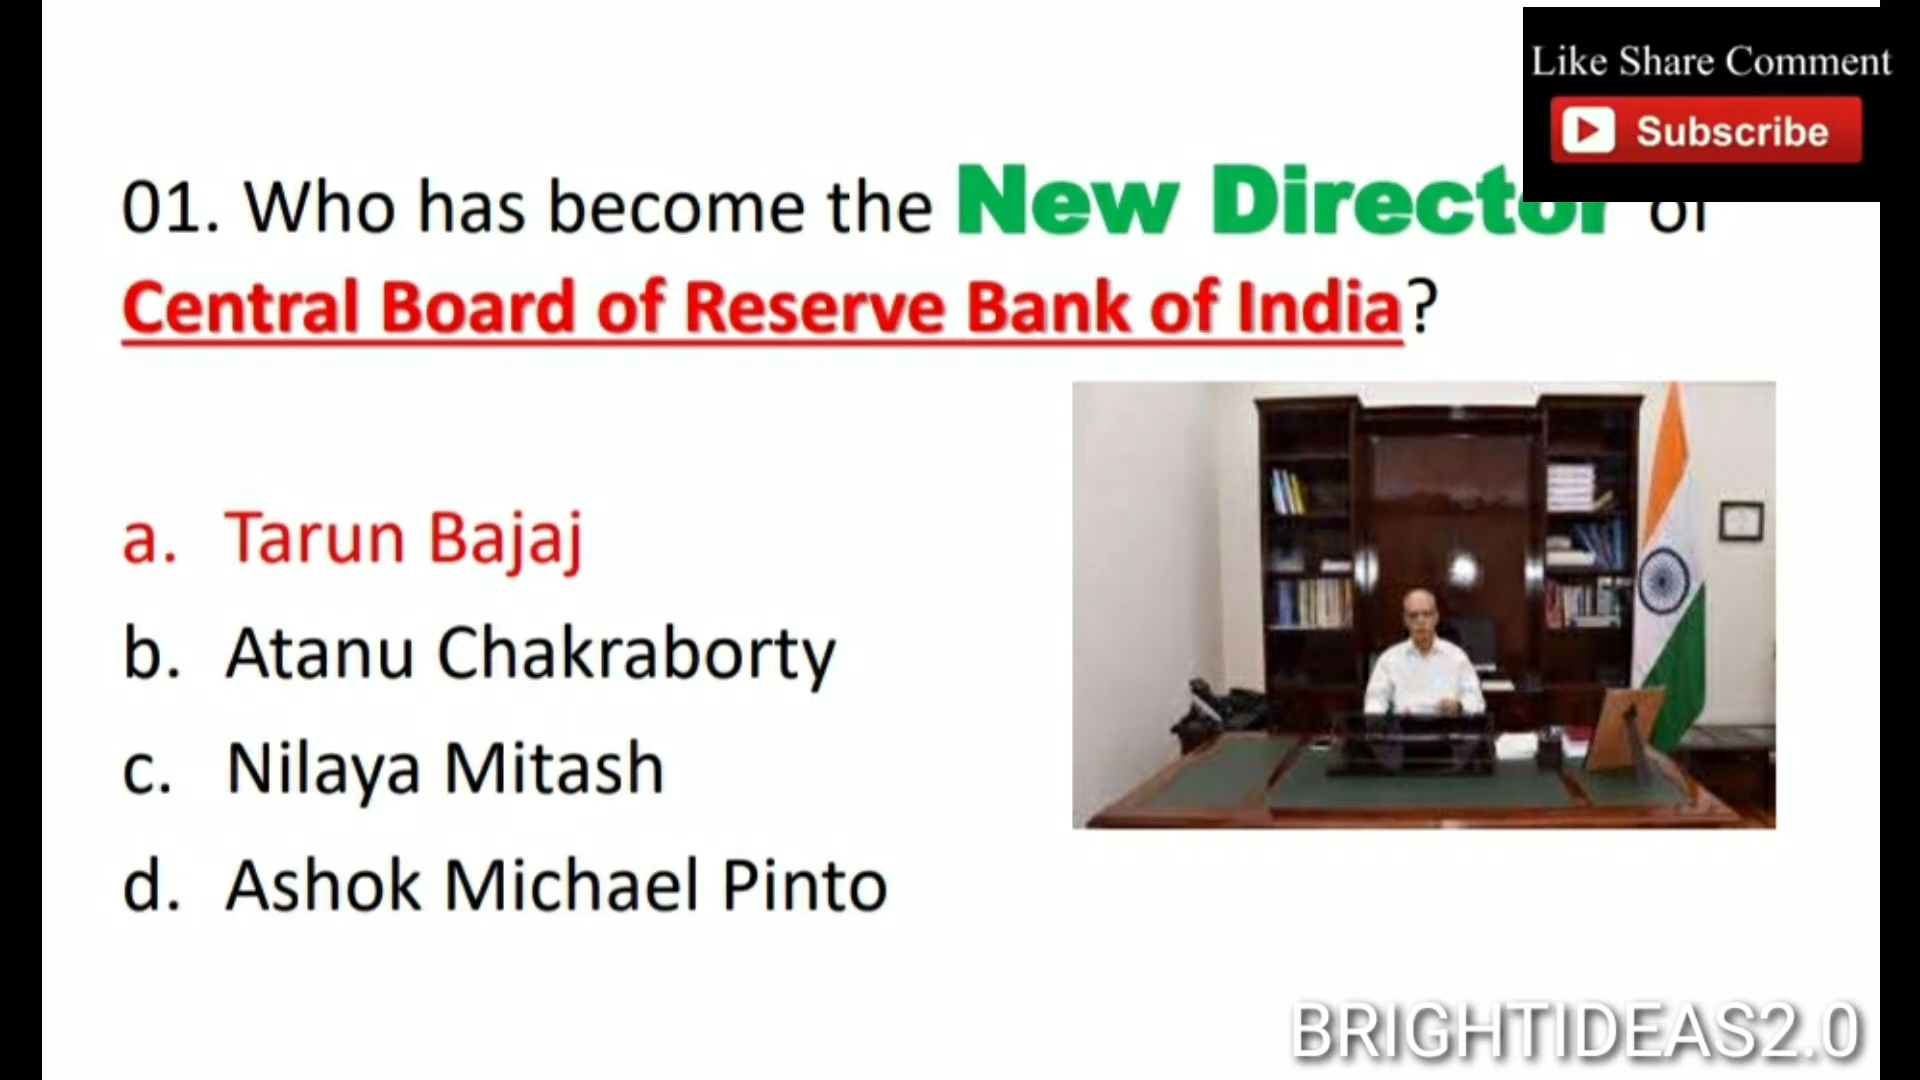 Like Share Comment
Subscribe
01. Who has become the New Director of
Central Board of Reserve Bank of India?
a. Tarun Bajaj
b. Atanu Chakraborty
c. Nilaya Mitash
d. Ashok Michael Pinto
BRIGHTIDEAS2.0